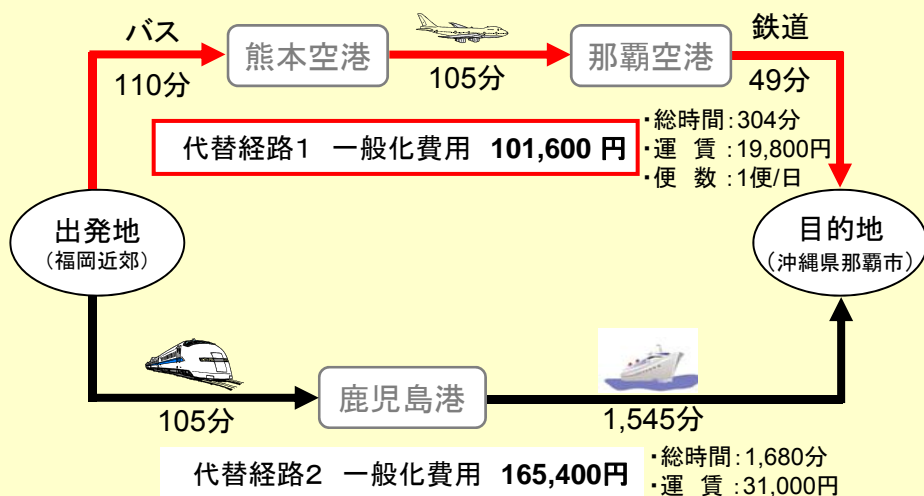 バス
110分
熊本空港
105分
那覇空港
鉄道
49分
代替経路1 一般化費用 101,600 円
・総時間:304分
・運 賃:19,800円
・便 数:1便/日
出発地
(福岡近郊)
目的地
(沖縄県那覇市)
105分
鹿児島港
1,545分
代替経路2 一般化費用 165,400円
・総時間:1,680分
・運 賃:31,000円